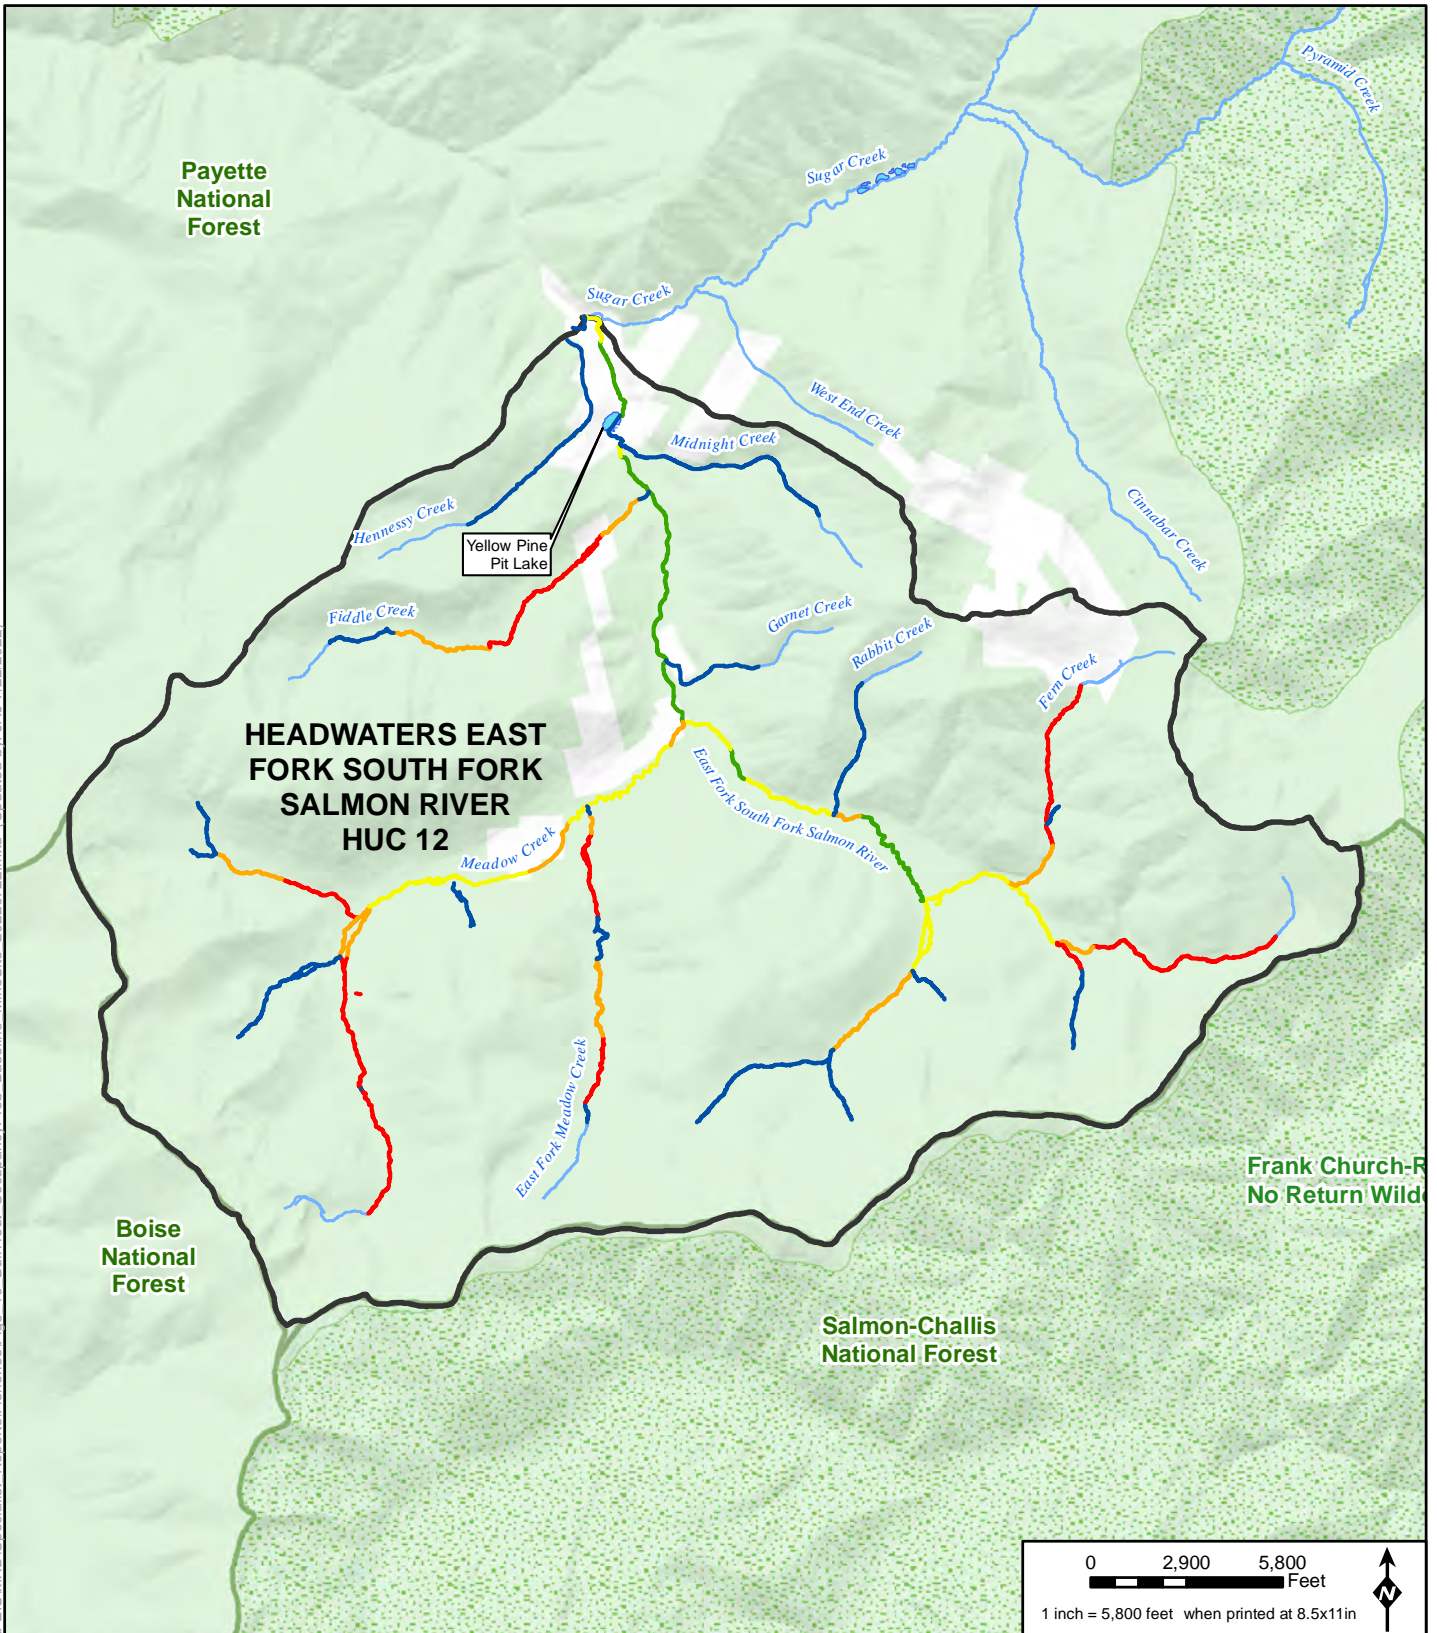 Pyramid Creek
Sugar Creek
Payette
National
Forest
Sugar Creek
West End Creek
Midnight Creek
Cinnabar Creek
Hennessy Creek
Yellow Pine
Pit Lake
Fiddle Creek
Garnet Creek
Rabbit Creek
Fern Creek
HEADWATERS EAST
FORK SOUTH FORK
SALMON RIVER
HUC 12
East Fork South Fork Salmon River
Meadow Creek
East Fork Meadow Creek
Frank Church-R
No Return Wild
Boise
National
Forest
Salmon-Challis
National Forest
0 2,900 5,800
Feet
1 inch = 5,800 feet when printed at 8.5x11in
N